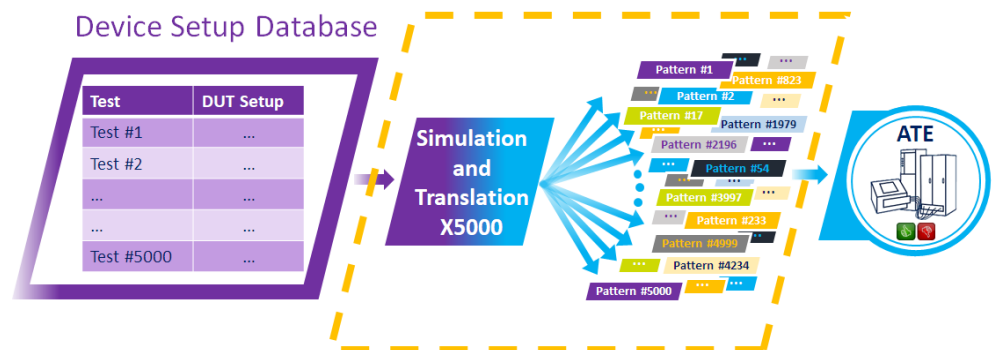 Device Setup Database
Test DUT Setup
Test #1 ...
Test #2 ...
... ...
... ...
Test #5000 ...
Simulation
and
Translation
X5000
...
...
Pattern #1
Pattern #823
...
Pattern #2
...
Pattern #17
...
Pattern #1979
Pattern #2196
...
...
Pattern #54
...
...
Pattern #3997
...
...
Pattern #233
...
Pattern #4999
...
Pattern #4234
Pattern #5000
...
...
ATE